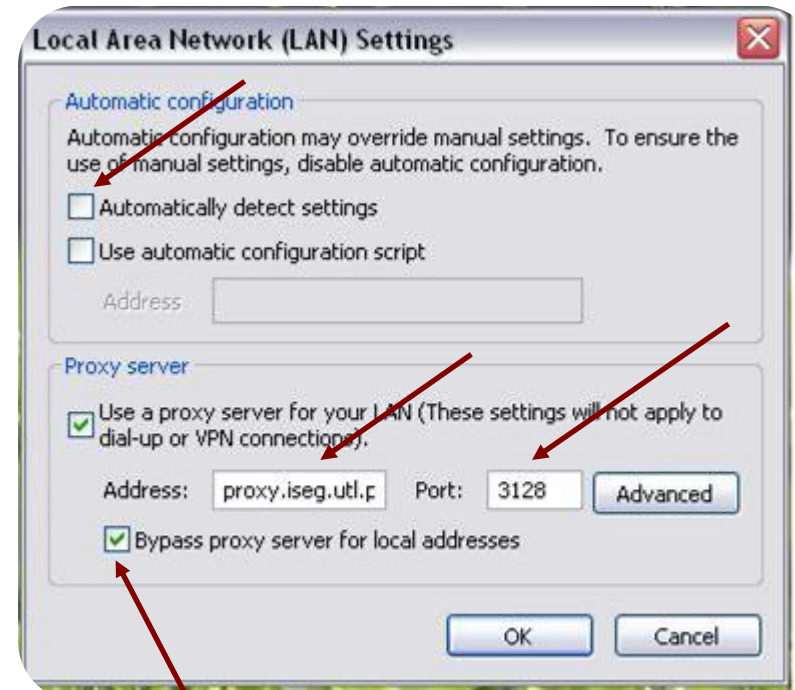 Local Area Network (LAN) Settings
Automatic configuration
Automatic configuration may override manual settings. To ensure the
use of manual settings, disable automatic configuration.
Automatically detect settings
Use automatic configuration script
Address
Proxy server
Use a proxy server for your LAN (These settings will not apply to
dial-up or VPN connections).
Address: proxy.iseg.utl.p Port: 3128 Advanced
Bypass proxy server for local addresses
OK Cancel